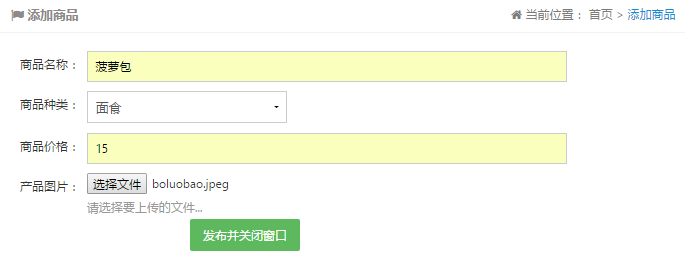 添加商品
当前位置： 首页 > 添加商品
商品名称： 菠萝包
商品种类： 面食
商品价格： 15
产品图片： 选择文件 boluobao.jpeg
请选择要上传的文件...
发布并关闭窗口